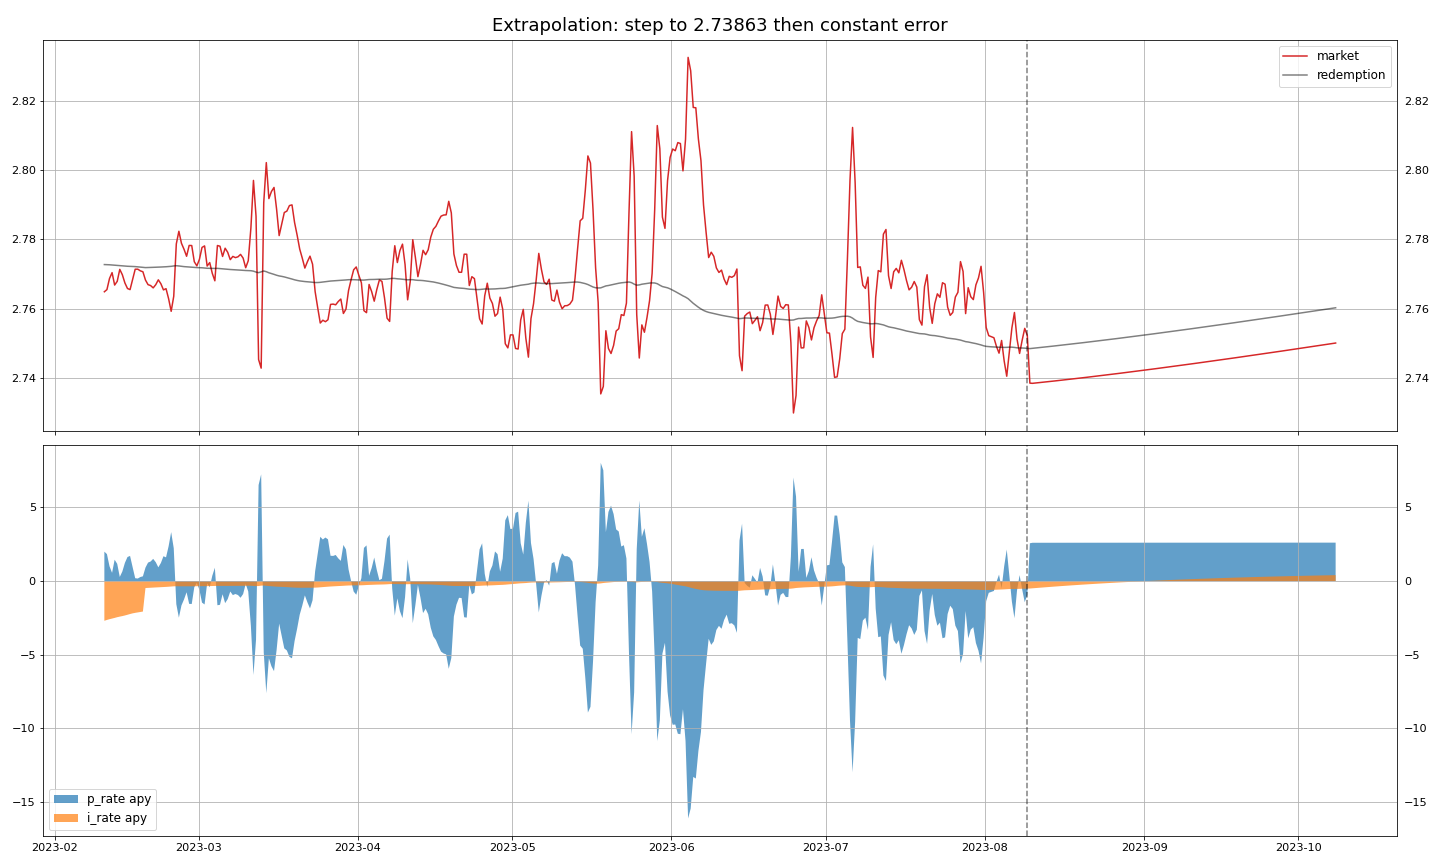 Extrapolation: step to 2.73863 then constant error
market
redemption
2.82 2.82
2.80 2.80
2.78 2.78
2.76 2.76
2.74 2.74
5 5
0 0
−5 −5
−10 −10
−15 −15
p_rate apy
i_rate apy
2023-02 2023-03 2023-04 2023-05 2023-06 2023-07 2023-08 2023-09 2023-10